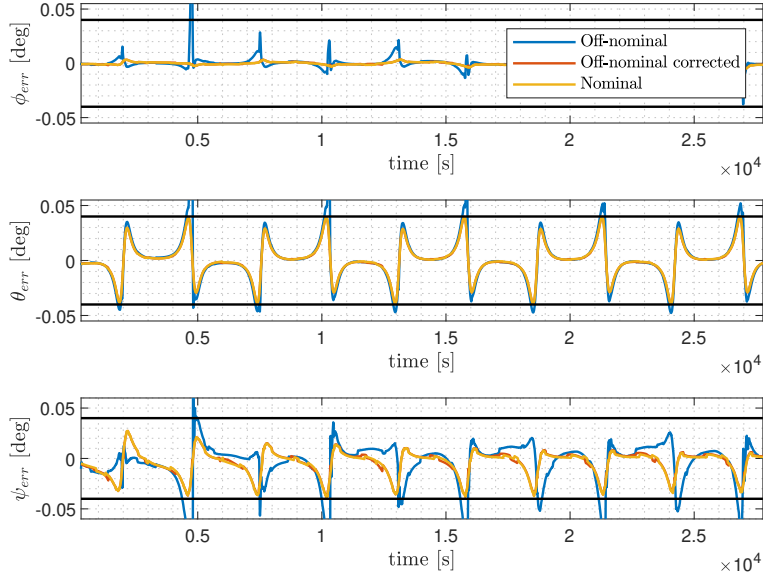 0.05
0
-0.05
ϕ_err [deg]
Off-nominal
Off-nominal corrected
Nominal
0.5 1 1.5 2 2.5
time [s]
×10^4
0.05
0
-0.05
θ_err [deg]
0.5 1 1.5 2 2.5
time [s]
×10^4
0.05
0
-0.05
ψ_err [deg]
0.5 1 1.5 2 2.5
time [s]
×10^4